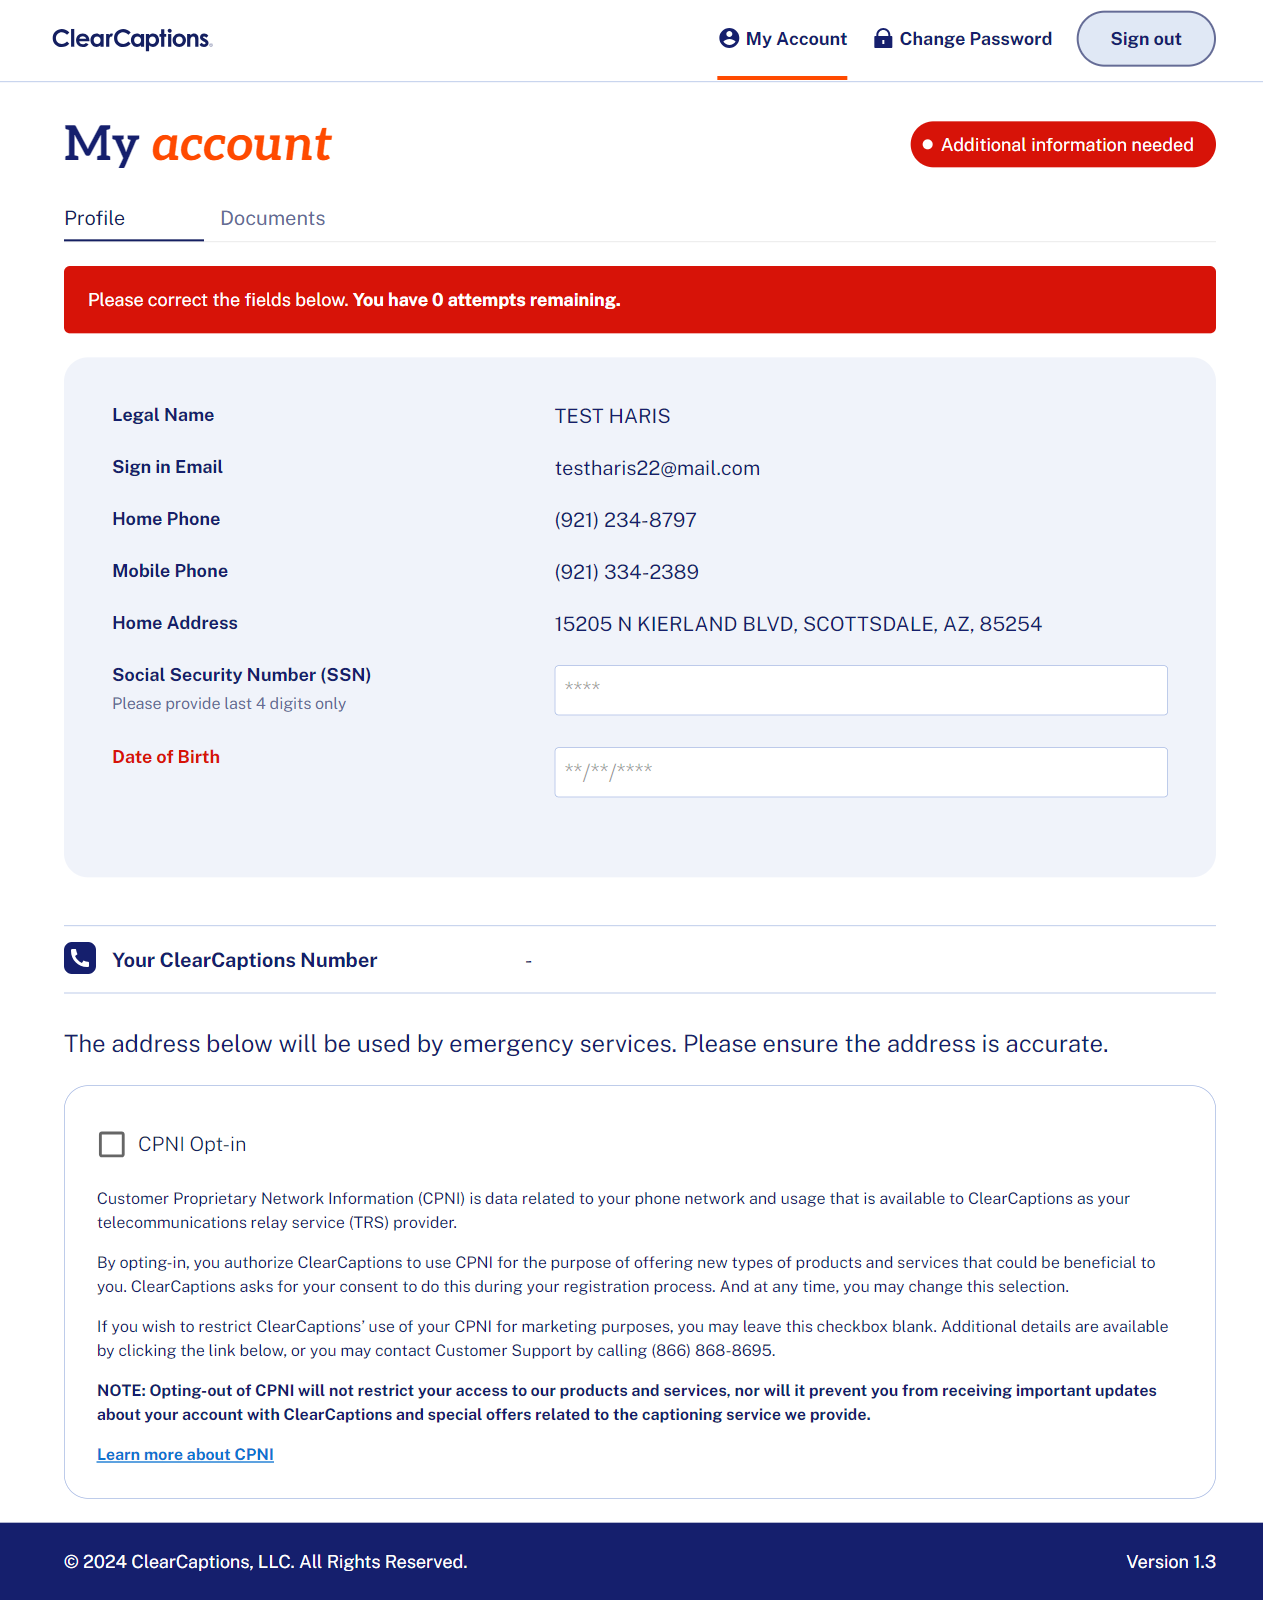 ClearCaptions
My Account
Change Password
Sign out
My account
Additional information needed
Profile
Documents
Please correct the fields below. You have 0 attempts remaining.
Legal Name
TEST HARIS
Sign in Email
testharis22@mail.com
Home Phone
(921) 234-8797
Mobile Phone
(921) 334-2389
Home Address
15205 N KIERLAND BLVD, SCOTTSDALE, AZ, 85254
Social Security Number (SSN)
****
Please provide last 4 digits only
Date of Birth
**/**/****
Your ClearCaptions Number
-
The address below will be used by emergency services. Please ensure the address is accurate.
CPNI Opt-in
Customer Proprietary Network Information (CPNI) is data related to your phone network and usage that is available to ClearCaptions as your
telecommunications relay service (TRS) provider.
By opting-in, you authorize ClearCaptions to use CPNI for the purpose of offering new types of products and services that could be beneficial to
you. ClearCaptions asks for your consent to do this during your registration process. And at any time, you may change this selection.
If you wish to restrict ClearCaptions’ use of your CPNI for marketing purposes, you may leave this checkbox blank. Additional details are available
by clicking the link below, or you may contact Customer Support by calling (866) 868-8695.
NOTE: Opting-out of CPNI will not restrict your access to our products and services, nor will it prevent you from receiving important updates
about your account with ClearCaptions and special offers related to the captioning service we provide.
Learn more about CPNI
© 2024 ClearCaptions, LLC. All Rights Reserved.
Version 1.3